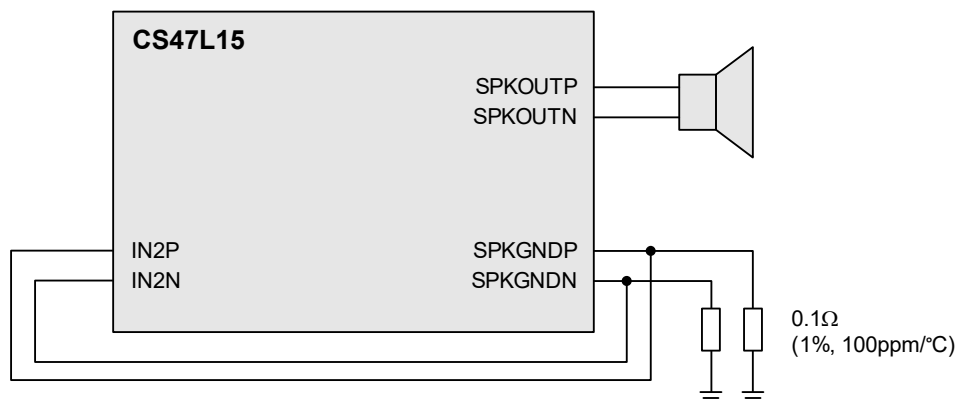 CS47L15
SPKOUTP
SPKOUTN
IN2P
SPKGNDP
IN2N
SPKGNDN
0.1Ω
(1%, 100ppm/°C)